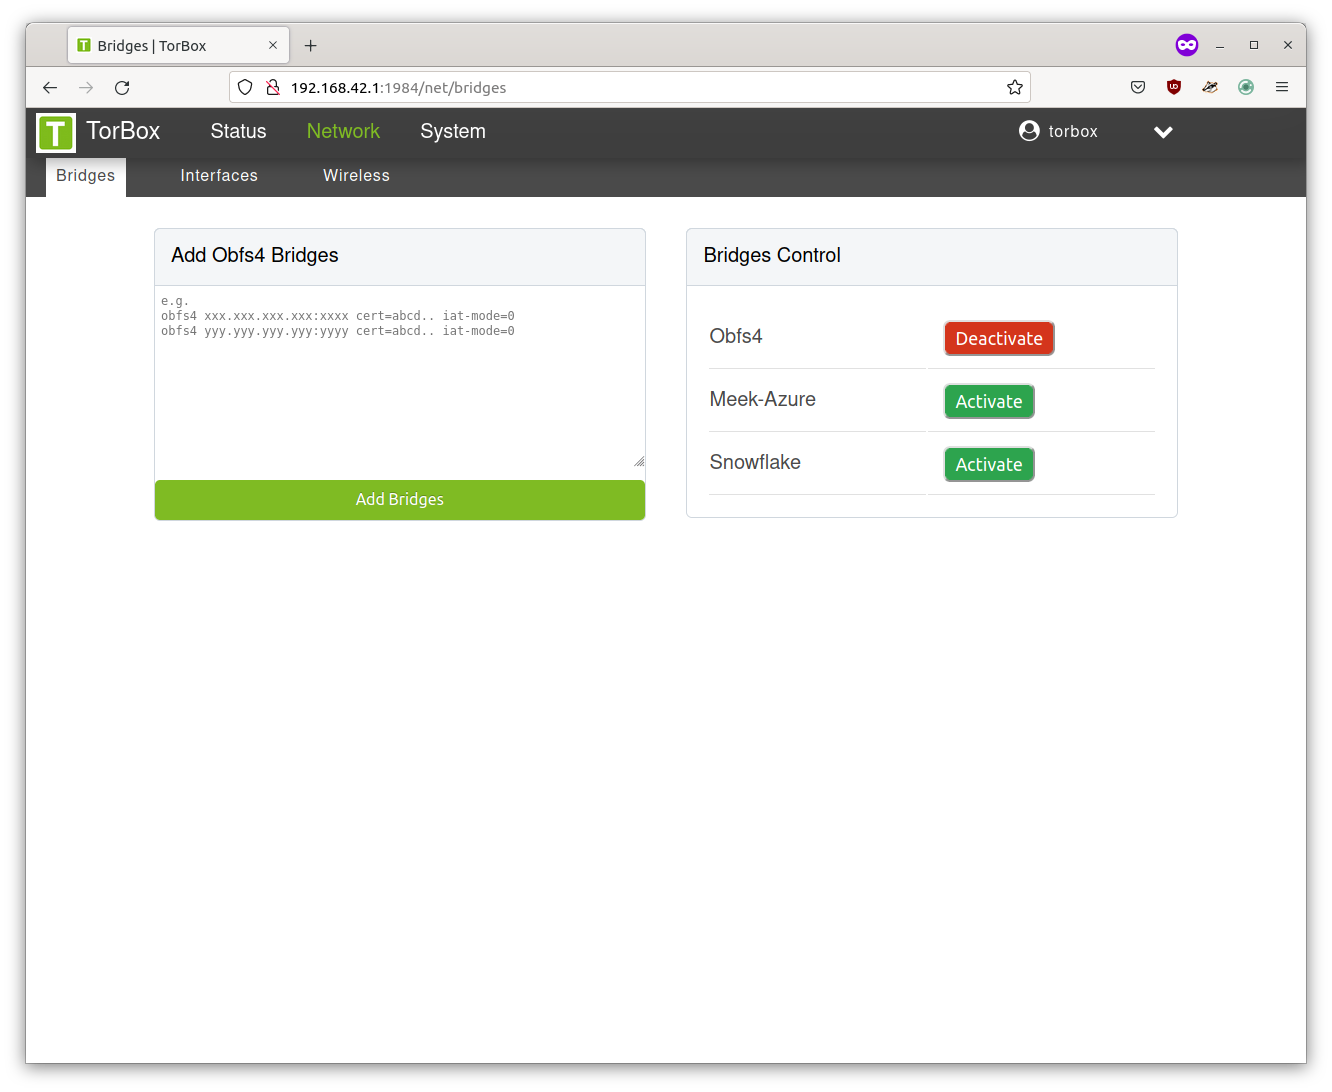 T Bridges | TorBox
192.168.42.1:1984/net/bridges
T TorBox Status Network System torbox
Bridges Interfaces Wireless
Add Obfs4 Bridges
e.g.
obfs4 xxx.xxx.xxx.xxx:xxxx cert=abcd.. iat-mode=0
obfs4 yyy.yyy.yyy.yyy:yyyy cert=abcd.. iat-mode=0
Add Bridges
Bridges Control
Obfs4 Deactivate
Meek-Azure Activate
Snowflake Activate